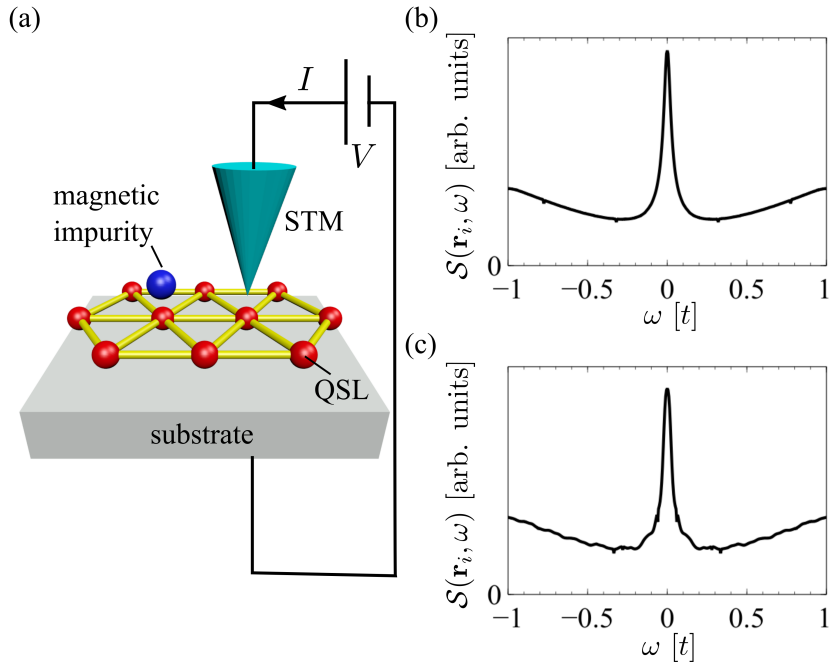 (a)
I
V
STM
magnetic
impurity
QSL
substrate
(b)
S(r_i, ω) [arb. units]
0
−1 −0.5 0 0.5 1
ω [t]
(c)
S(r_i, ω) [arb. units]
0
−1 −0.5 0 0.5 1
ω [t]